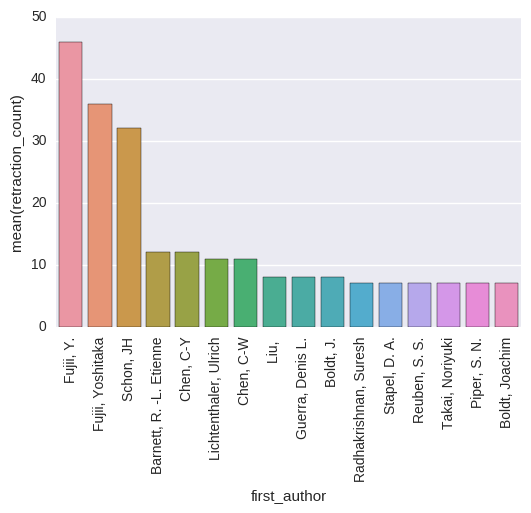 50
40
30
20
10
0
mean(retraction_count)
Fujii, Y.
Fujii, Yoshitaka
Schon, JH
Barnett, R. -L. Etienne
Chen, C-Y
Lichtenthaler, Ulrich
Chen, C-W
Liu,
Guerra, Denis L.
Boldt, J.
Radhakrishnan, Suresh
Stapel, D. A.
Reuben, S. S.
Takai, Noriyuki
Piper, S. N.
Boldt, Joachim
first_author